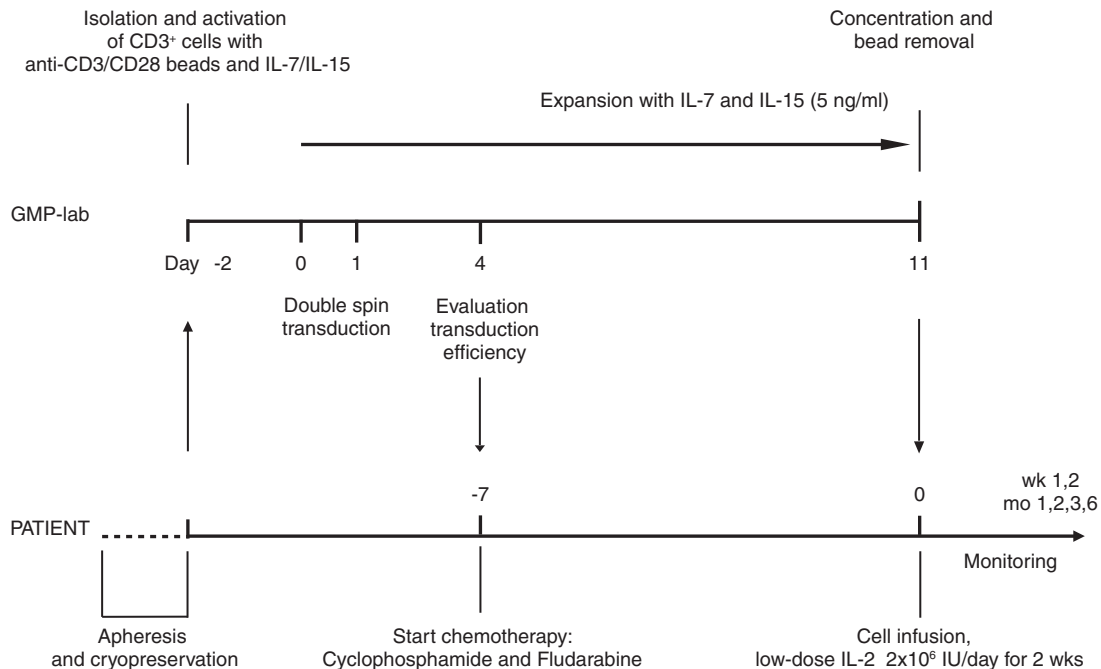 Isolation and activation
of CD3⁺ cells with
anti-CD3/CD28 beads and IL-7/IL-15
Concentration and
bead removal
Expansion with IL-7 and IL-15 (5 ng/ml)
GMP-lab
Day -2 0 1 4 11
Double spin
transduction
Evaluation
transduction
efficiency
-7 0
wk 1,2
mo 1,2,3,6
PATIENT
Monitoring
Apheresis
and cryopreservation
Start chemotherapy:
Cyclophosphamide and Fludarabine
Cell infusion,
low-dose IL-2 2x10⁶ IU/day for 2 wks